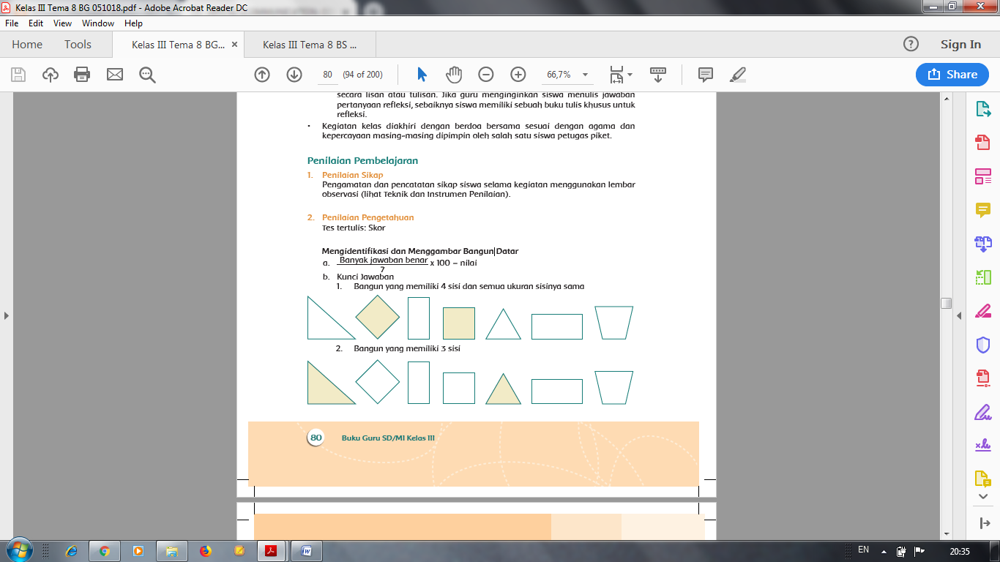 Kelas III Tema 8 BG 051018.pdf - Adobe Acrobat Reader DC
File Edit View Window Help
Home Tools Kelas III Tema 8 BG... × Kelas III Tema 8 BS ... Sign In
80 (94 of 200) 66,7% Share
secara lisan atau tulisan. Jika guru menginginkan siswa menulis jawaban
pertanyaan refleksi, sebaiknya siswa memiliki sebuah buku tulis khusus untuk
refleksi.
• Kegiatan kelas diakhiri dengan berdoa bersama sesuai dengan agama dan
kepercayaan masing-masing dipimpin oleh salah satu siswa petugas piket.
Penilaian Pembelajaran
1. Penilaian Sikap
Pengamatan dan pencatatan sikap siswa selama kegiatan menggunakan lembar
observasi (lihat Teknik dan Instrumen Penilaian).
2. Penilaian Pengetahuan
Tes tertulis: Skor
Mengidentifikasi dan Menggambar Bangun Datar
a. Banyak jawaban benar x 100 = nilai
7
b. Kunci Jawaban
1. Bangun yang memiliki 4 sisi dan semua ukuran sisinya sama
2. Bangun yang memiliki 3 sisi
80 Buku Guru SD/MI Kelas III
EN 20:35